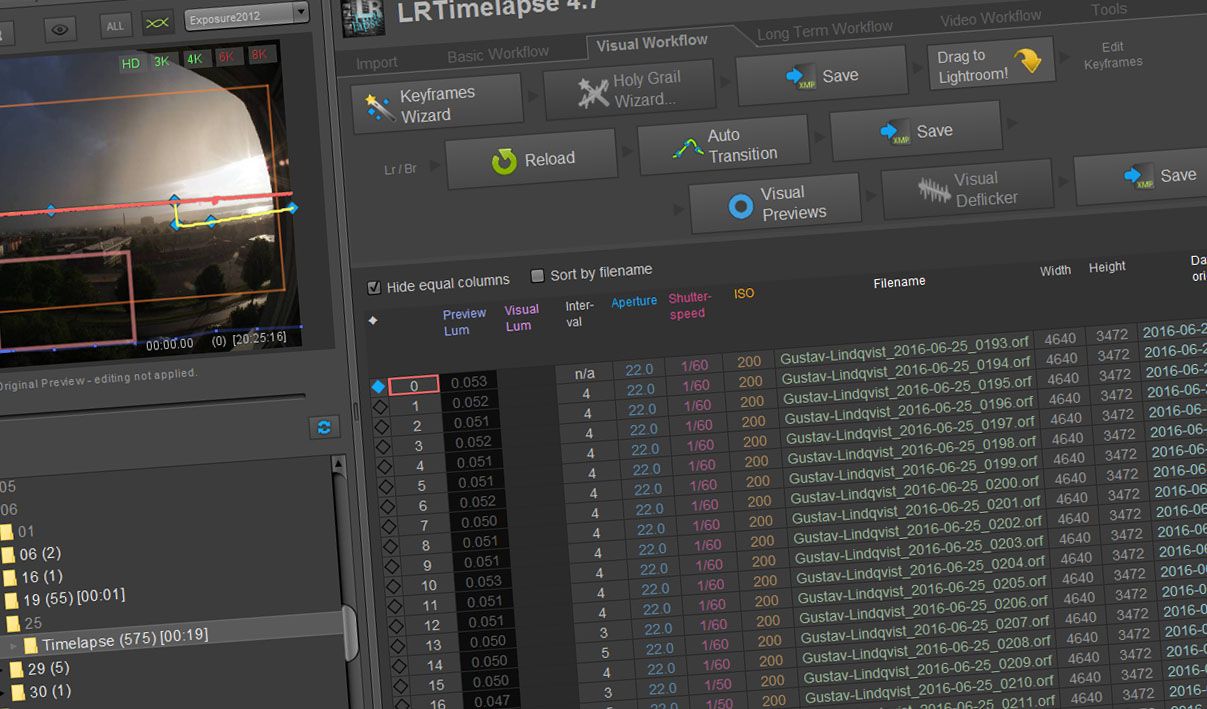 LRTimelapse 4.7
ALL
Exposure2012
HD 3K 4K 6K 8K
00:00.00 (0) [20:25:16]
Original Preview - editing not applied.
05
06
01
06 (2)
16 (1)
19 (55) [00:01]
25
Timelapse (575) [00:19]
29 (5)
30 (1)
Import
Basic Workflow
Visual Workflow
Long Term Workflow
Video Workflow
Tools
Keyframes
Wizard
Holy Grail
Wizard...
XMP
Save
Drag to
Lightroom!
Edit
Keyframes
Lr / Br
Reload
Auto
Transition
XMP
Save
Visual
Previews
Visual
Deflicker
XMP
Save
Hide equal columns
Sort by filename
Preview
Lum
Visual
Lum
Inter-
val
Aperture
Shutter-
speed
ISO
Filename
Width
Height
0 0.053 n/a 22.0 1/60 200 Gustav-Lindqvist_2016-06-25_0193.orf 4640 3472 2016-06-2
1 0.052 4 22.0 1/60 200 Gustav-Lindqvist_2016-06-25_0194.orf 4640 3472 2016-06-2
2 0.051 4 22.0 1/60 200 Gustav-Lindqvist_2016-06-25_0195.orf 4640 3472 2016-06-2
3 0.052 4 22.0 1/60 200 Gustav-Lindqvist_2016-06-25_0196.orf 4640 3472 2016-06-2
4 0.051 4 22.0 1/60 200 Gustav-Lindqvist_2016-06-25_0197.orf 4640 3472 2016-06-2
5 0.051 4 22.0 1/60 200 Gustav-Lindqvist_2016-06-25_0198.orf 4640 3472 2016-06-2
6 0.052 4 22.0 1/60 200 Gustav-Lindqvist_2016-06-25_0199.orf 4640 3472 2016-06-2
7 0.050 4 22.0 1/60 200 Gustav-Lindqvist_2016-06-25_0200.orf 4640 3472 2016-06-2
8 0.051 4 22.0 1/60 200 Gustav-Lindqvist_2016-06-25_0201.orf 4640 3472 2016-06-2
9 0.051 4 22.0 1/60 200 Gustav-Lindqvist_2016-06-25_0202.orf 4640 3472 2016-06
10 0.053 4 22.0 1/60 200 Gustav-Lindqvist_2016-06-25_0203.orf 4640 3472 2016-06
11 0.051 4 22.0 1/60 200 Gustav-Lindqvist_2016-06-25_0204.orf 4640 3472 2016-06
12 0.051 4 22.0 1/60 200 Gustav-Lindqvist_2016-06-25_0205.orf 4640 3472 2016-06
13 0.050 3 22.0 1/60 200 Gustav-Lindqvist_2016-06-25_0206.orf 4640 3472 2016-06
14 0.050 5 22.0 1/60 200 Gustav-Lindqvist_2016-06-25_0207.orf 4640 3472 2016-06
15 0.050 4 22.0 1/60 200 Gustav-Lindqvist_2016-06-25_0208.orf 4640 3472 2016-06
16 0.047 3 22.0 1/50 200 Gustav-Lindqvist_2016-06-25_0209.orf 4640 3472 2016-06
22.0 1/50 200 Gustav-Lindqvist_2016-06-25_0210.orf 4640 3472 2016-06
Gustav-Lindqvist_2016-06-25_0211.orf 4640 3472